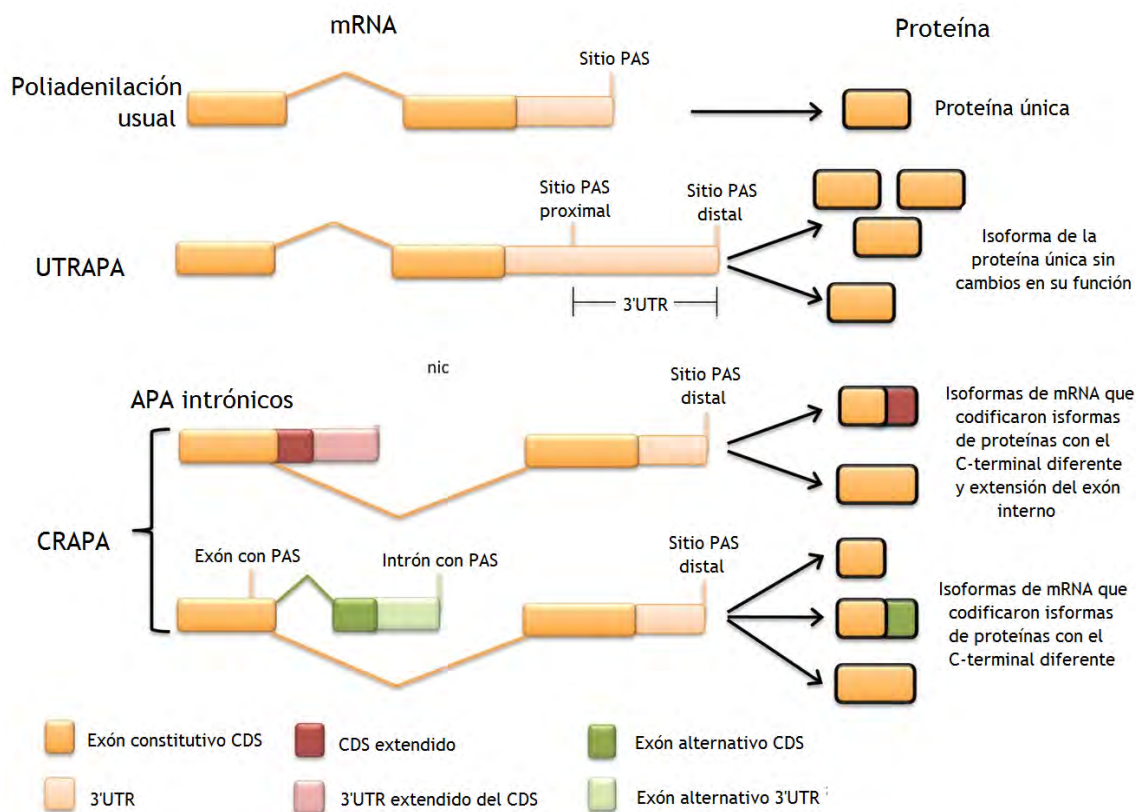 mRNA
Proteína
Sitio PAS
Poliadenilación
usual
Proteína única
Sitio PAS
proximal
Sitio PAS
distal
UTRAPA
3'UTR
Isoforma de la
proteína única sin
cambios en su función
nic
APA intrónicos
Sitio PAS
distal
Isoformas de mRNA que
codificaron isformas
de proteínas con el
C-terminal diferente
y extensión del exón
interno
CRAPA
Exón con PAS
Intrón con PAS
Sitio PAS
distal
Isoformas de mRNA que
codificaron isformas
de proteínas con el
C-terminal diferente
Exón constitutivo CDS
CDS extendido
Exón alternativo CDS
3'UTR
3'UTR extendido del CDS
Exón alternativo 3'UTR